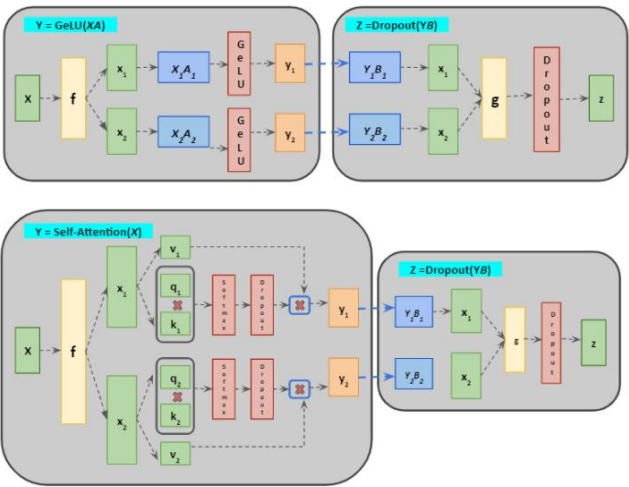 Y = GeLU(XA)
X
f
x1
X1A1
GeLU
y1
x2
X2A2
GeLU
y2
Z =Dropout(YB)
Y1B1
x1
Y2B2
x2
g
Dropout
z
Y = Self-Attention(X)
X
f
x1
v1
q1
k1
Softmax
Dropout
y1
x2
q2
k2
v2
Softmax
Dropout
y2
Z =Dropout(YB)
Y1B1
x1
Y2B2
x2
g
Dropout
z